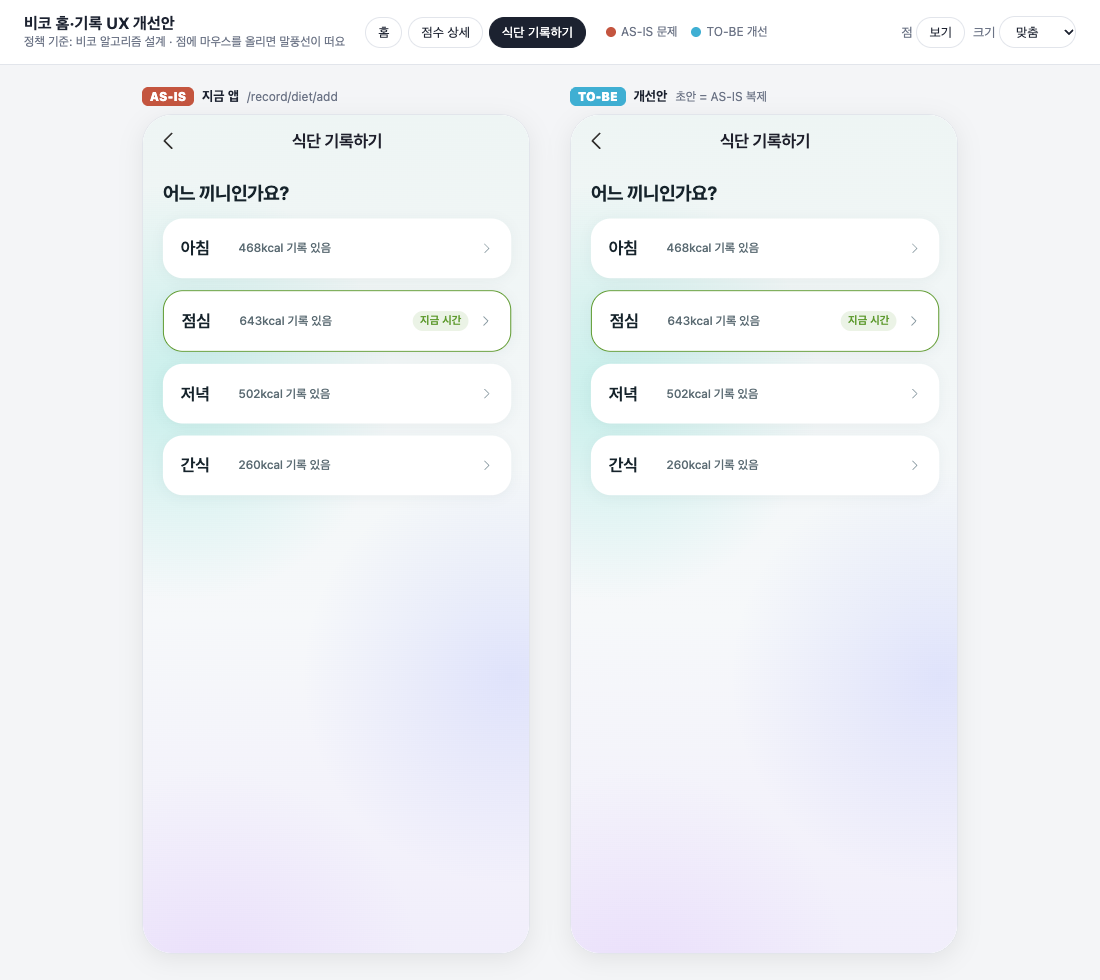 비코 홈·기록 UX 개선안
정책 기준: 비코 알고리즘 설계 · 점에 마우스를 올리면 말풍선이 떠요
홈
점수 상세
식단 기록하기
AS-IS 문제
TO-BE 개선
점
보기
크기
맞춤
AS-IS 지금 앱 /record/diet/add
식단 기록하기
어느 끼니인가요?
아침 468kcal 기록 있음
점심 643kcal 기록 있음 지금 시간
저녁 502kcal 기록 있음
간식 260kcal 기록 있음
TO-BE 개선안 초안 = AS-IS 복제
식단 기록하기
어느 끼니인가요?
아침 468kcal 기록 있음
점심 643kcal 기록 있음 지금 시간
저녁 502kcal 기록 있음
간식 260kcal 기록 있음